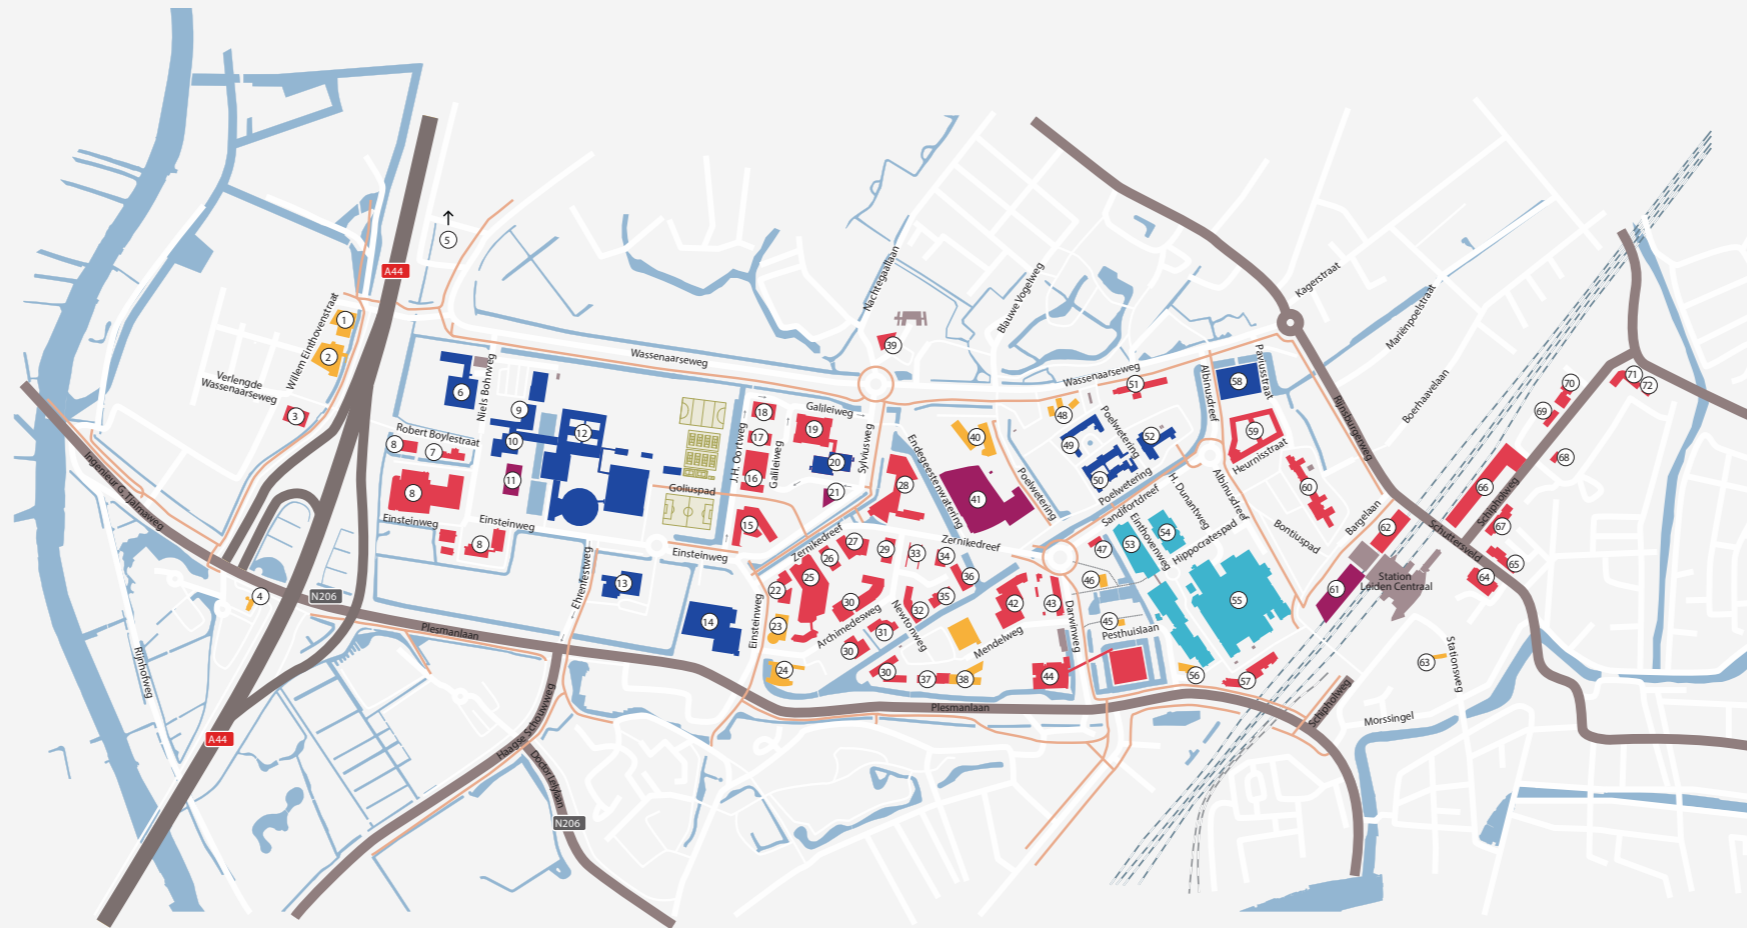 5
A44
Nachtegaallaan
Blauwe Vogelweg
Kagerstraat
Mariënpoelstraat
Willem Einthovenstraat
1
2
Verlengde
Wassenaarseweg
3
Wassenaarseweg
39
Wassenaarseweg
51
Albinusdreef
58
Paviusstraat
Rijnsburgerweg
Boerhaavelaan
70
71
72
69
68
6
Niels Bohrweg
9
10
12
11
Robert Boylestraat
8
7
8
Einsteinweg
Einsteinweg
8
J.H. Oortweg
18
17
16
Galileiweg
Galileiweg
19
20
21
Sylviusweg
Goliuspad
15
Einsteinweg
Endegeesterwatering
28
40
41
Poelwetering
48
49
50
52
Poelwetering
Poelwetering
Sandifortdreef
H. Dunantweg
Albinusdreef
59
Heurnisstraat
60
Bontiuspad
Bargelaan
62
66
Schipholweg
67
Schuttersveld
65
64
Station
Leiden Centraal
61
Ingenieur G. Tjalmaweg
4
N206
Plesmanlaan
Ehrenfestweg
13
14
Einsteinweg
Zernikedreef
22
23
24
25
26
27
29
33
34
Zernikedreef
36
35
32
30
Archimedesweg
31
30
30
Newtonweg
37
38
Mendelweg
42
43
44
Darwinweg
47
46
45
Pesthuislaan
53
Einthovenweg
54
Hippocratespad
55
56
57
63
Stationsweg
Plesmanlaan
Schipholweg
Morssingel
Rijnhofweg
A44
Haagse Schouwweg
Doctor Lelylaan
N206